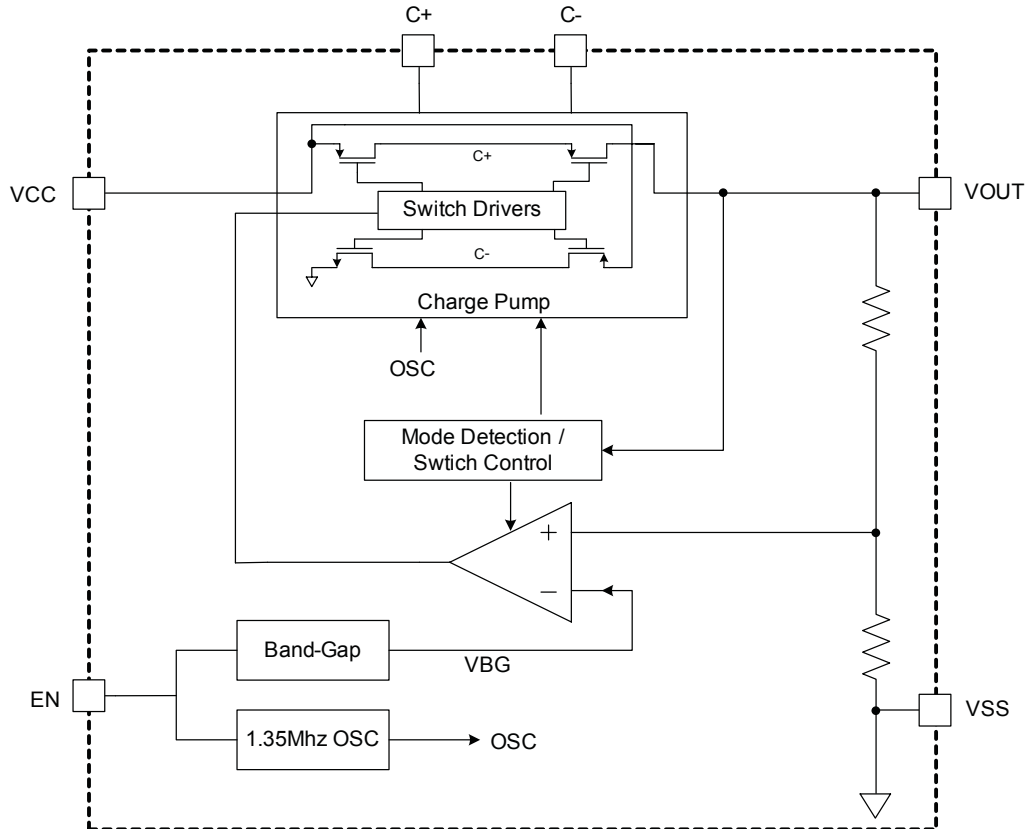 C+
C-
VCC
C+
Switch Drivers
C-
VOUT
Charge Pump
OSC
Mode Detection /
Swtich Control
+
−
Band-Gap
VBG
EN
1.35Mhz OSC
OSC
VSS